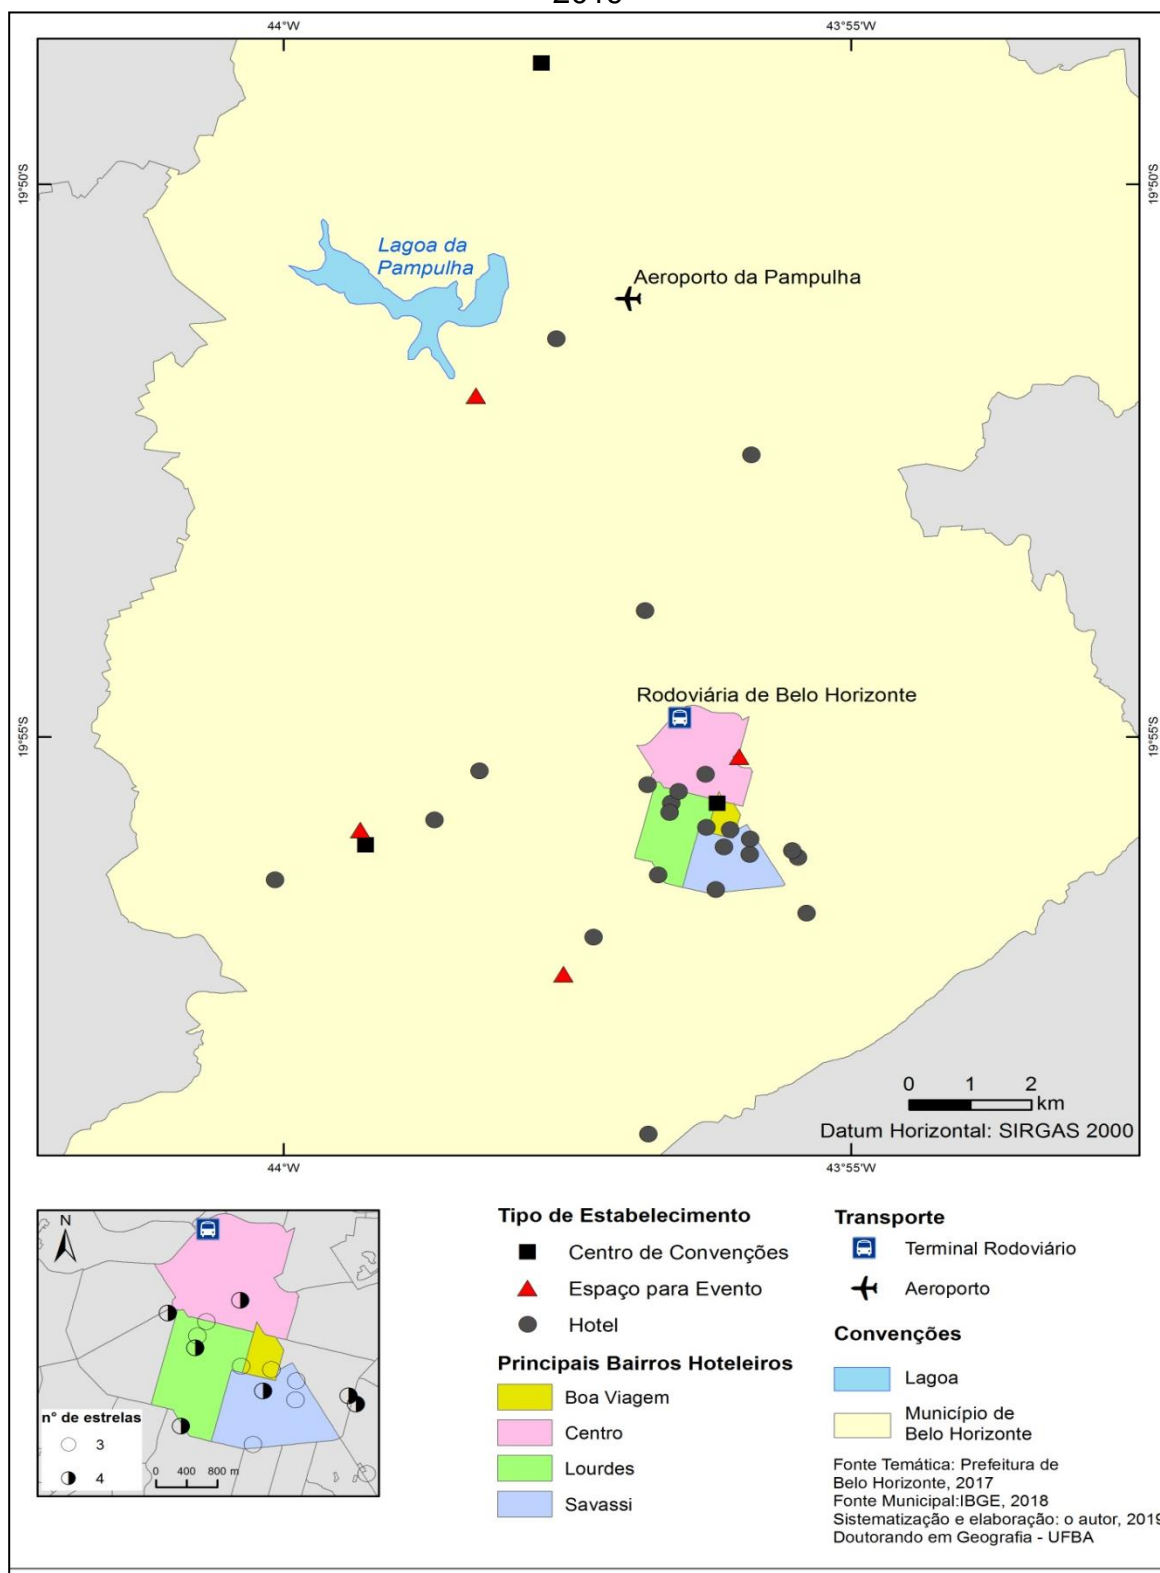 44°W
43°55'W
19°50'S
19°50'S
Lagoa da
Pampulha
Aeroporto da Pampulha
Rodoviária de Belo Horizonte
19°55'S
19°55'S
0 1 2
km
Datum Horizontal: SIRGAS 2000
44°W
43°55'W
N
n° de estrelas
3
4
0 400 800 m
Tipo de Estabelecimento
Centro de Convenções
Espaço para Evento
Hotel
Principais Bairros Hoteleiros
Boa Viagem
Centro
Lourdes
Savassi
Transporte
Terminal Rodoviário
Aeroporto
Convenções
Lagoa
Município de
Belo Horizonte
Fonte Temática: Prefeitura de
Belo Horizonte, 2017
Fonte Municipal:IBGE, 2018
Sistematização e elaboração: o autor, 2019
Doutorando em Geografia - UFBA